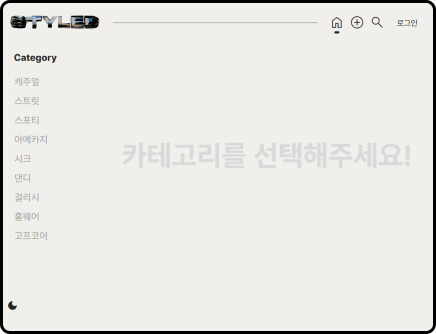 STYLED
로그인
Category
캐주얼
스트릿
스포티
아메카지
시크
댄디
걸리시
홈웨어
고프코어
카테고리를 선택해주세요!